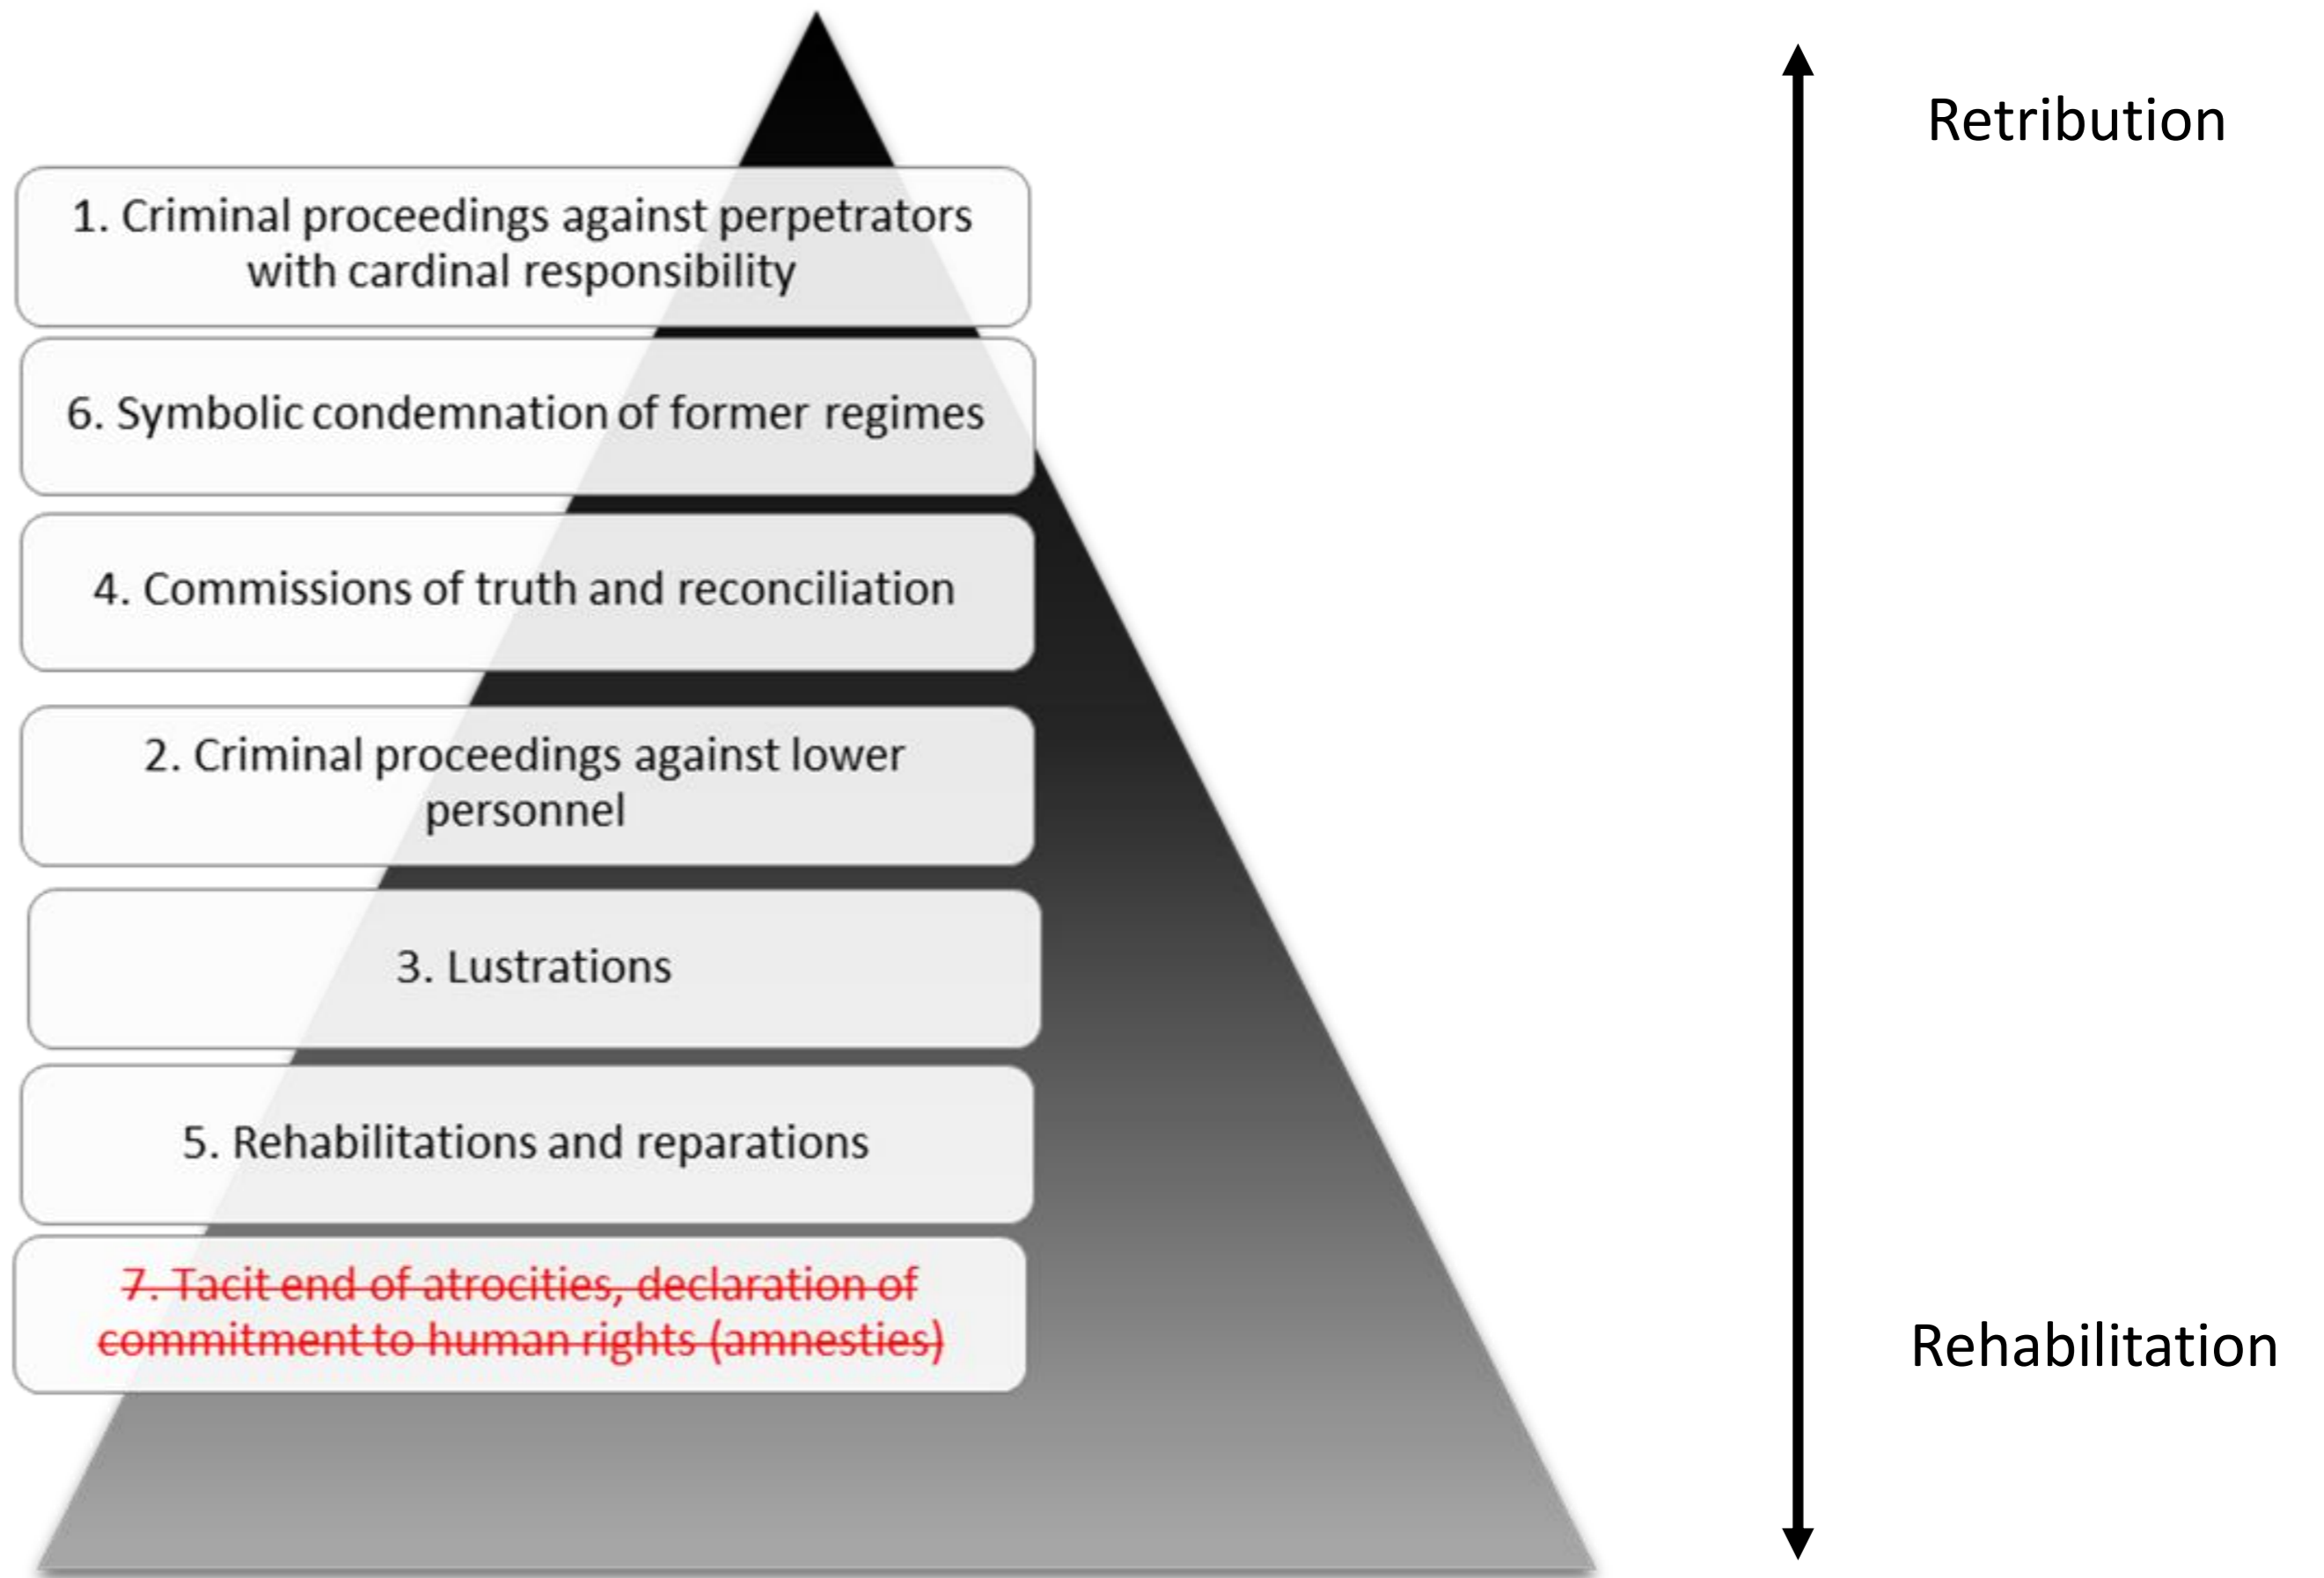 Retribution
1. Criminal proceedings against perpetrators
with cardinal responsibility
6. Symbolic condemnation of former regimes
4. Commissions of truth and reconciliation
2. Criminal proceedings against lower
personnel
3. Lustrations
5. Rehabilitations and reparations
7. Tacit end of atrocities, declaration of
commitment to human rights (amnesties)
Rehabilitation